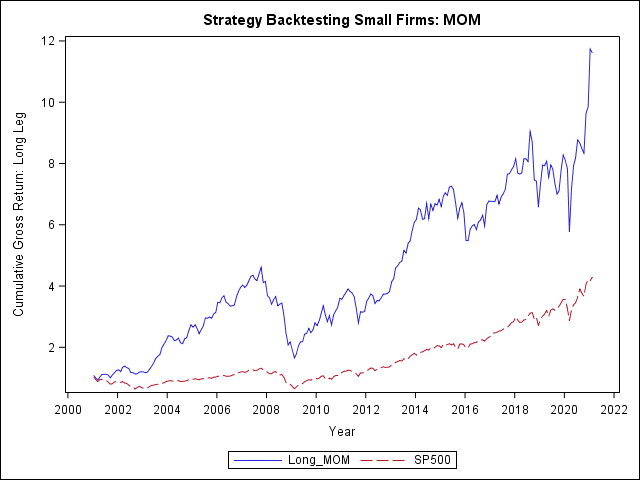 Strategy Backtesting Small Firms: MOM
Cumulative Gross Return: Long Leg
12
10
8
6
4
2
2000 2002 2004 2006 2008 2010 2012 2014 2016 2018 2020 2022
Year
Long_MOM SP500